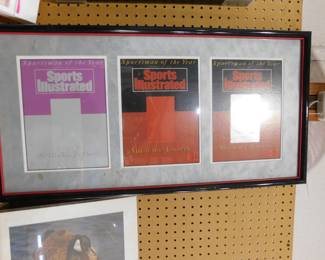 Sportsman of the Year
Sports
Illustrated
Sportsman of the Year
Sports
Illustrated
Sportsman of the Year
Sports
Illustrated